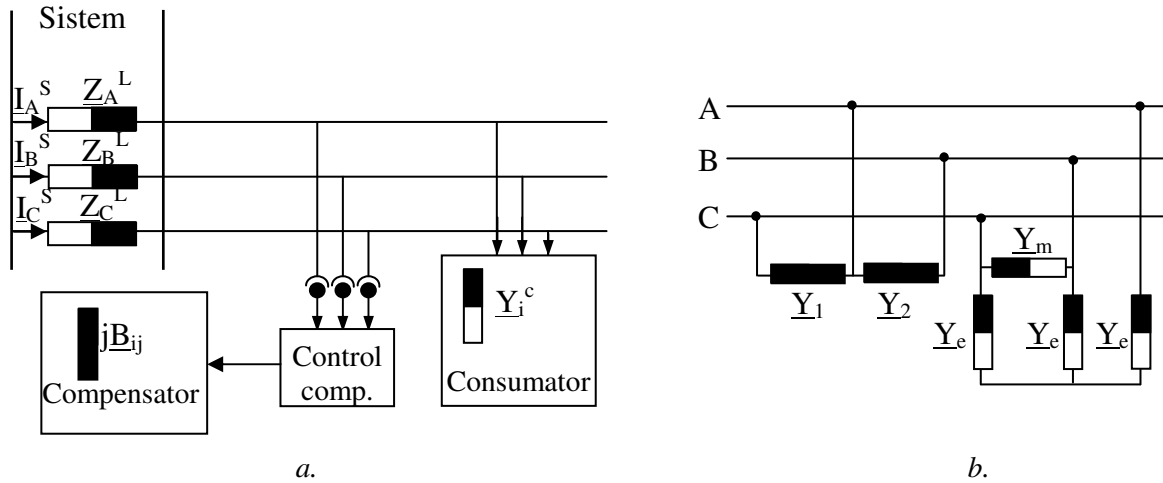 Sistem
I_A^S Z_A^L
I_B^S Z_B^L
I_C^S Z_C^L
Y_i^c
jB_ij
Compensator
Control
comp.
Consumator
a.
A
B
C
Y_m
Y_1 Y_2
Y_e Y_e Y_e
b.